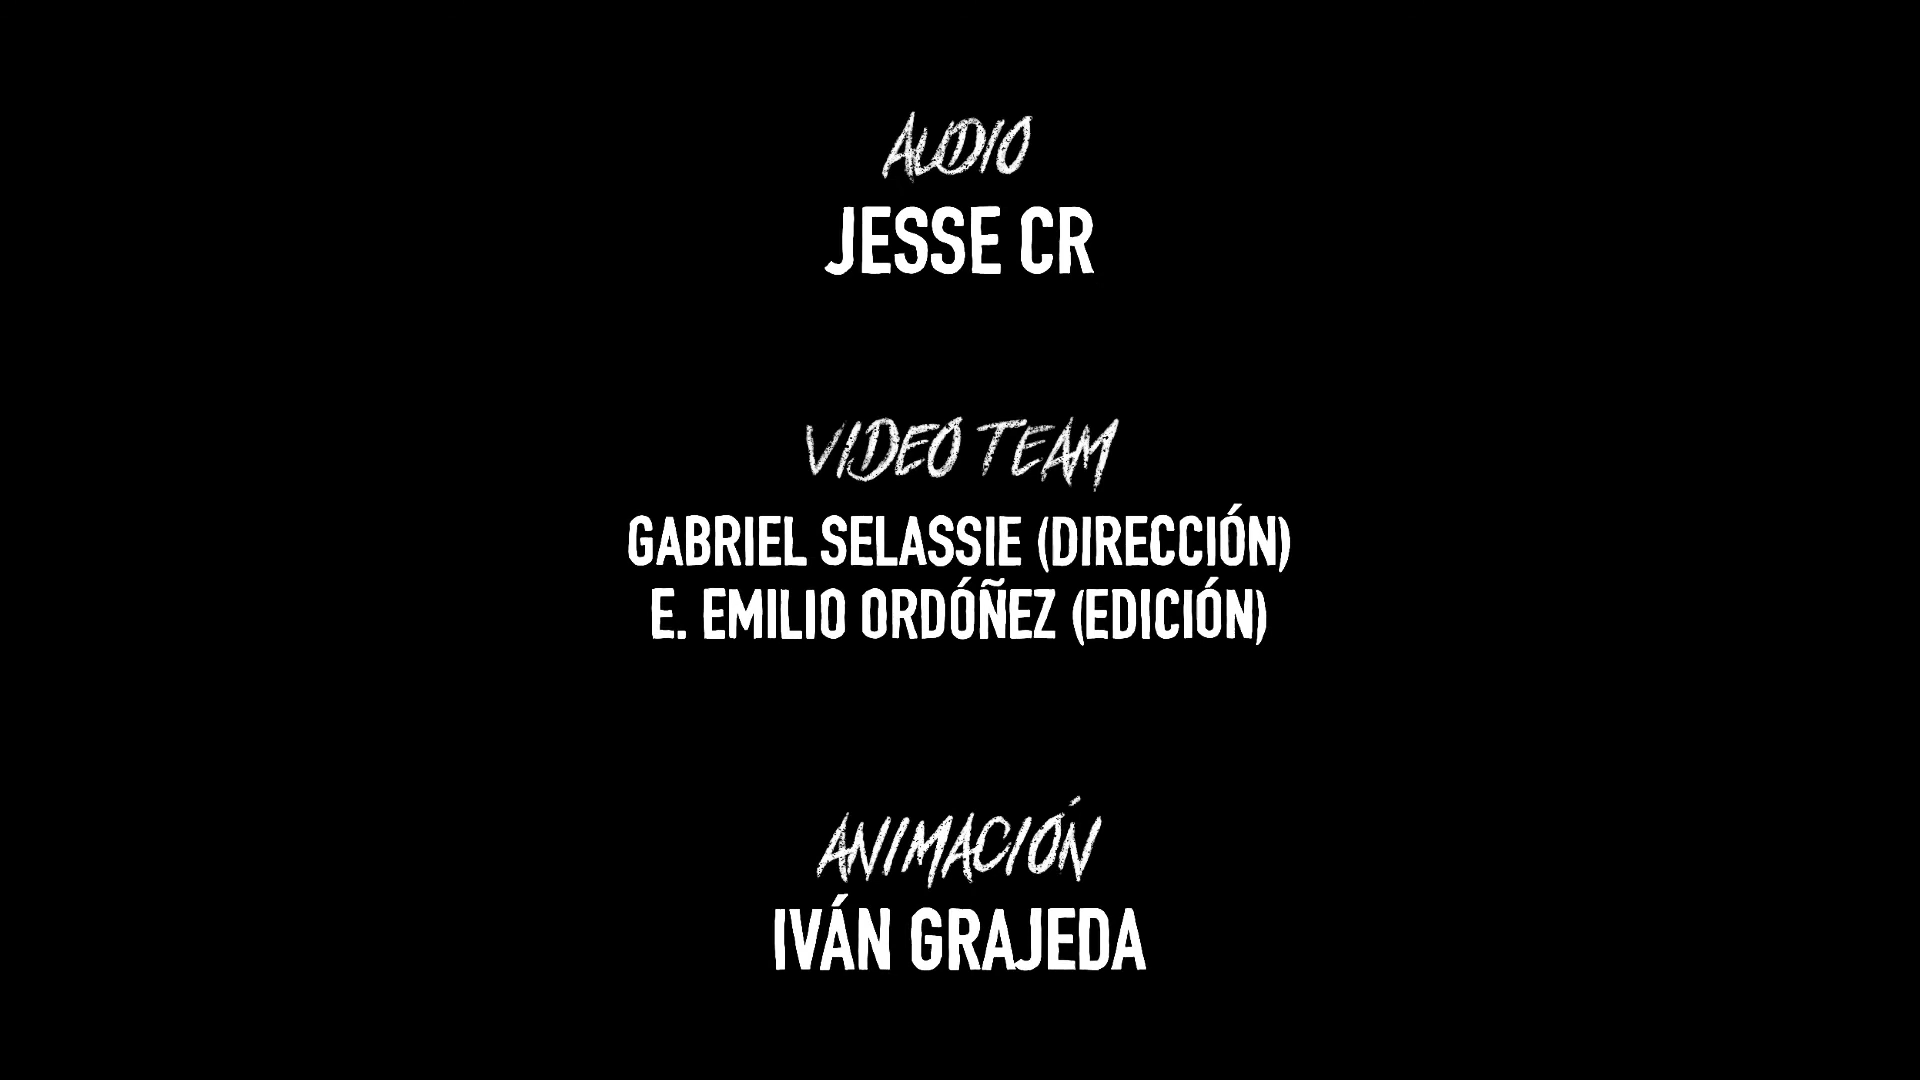 AUDIO
JESSE CR
VIDEO TEAM
GABRIEL SELASSIE (DIRECCIÓN)
E. EMILIO ORDÓÑEZ (EDICIÓN)
ANIMACIÓN
IVÁN GRAJEDA